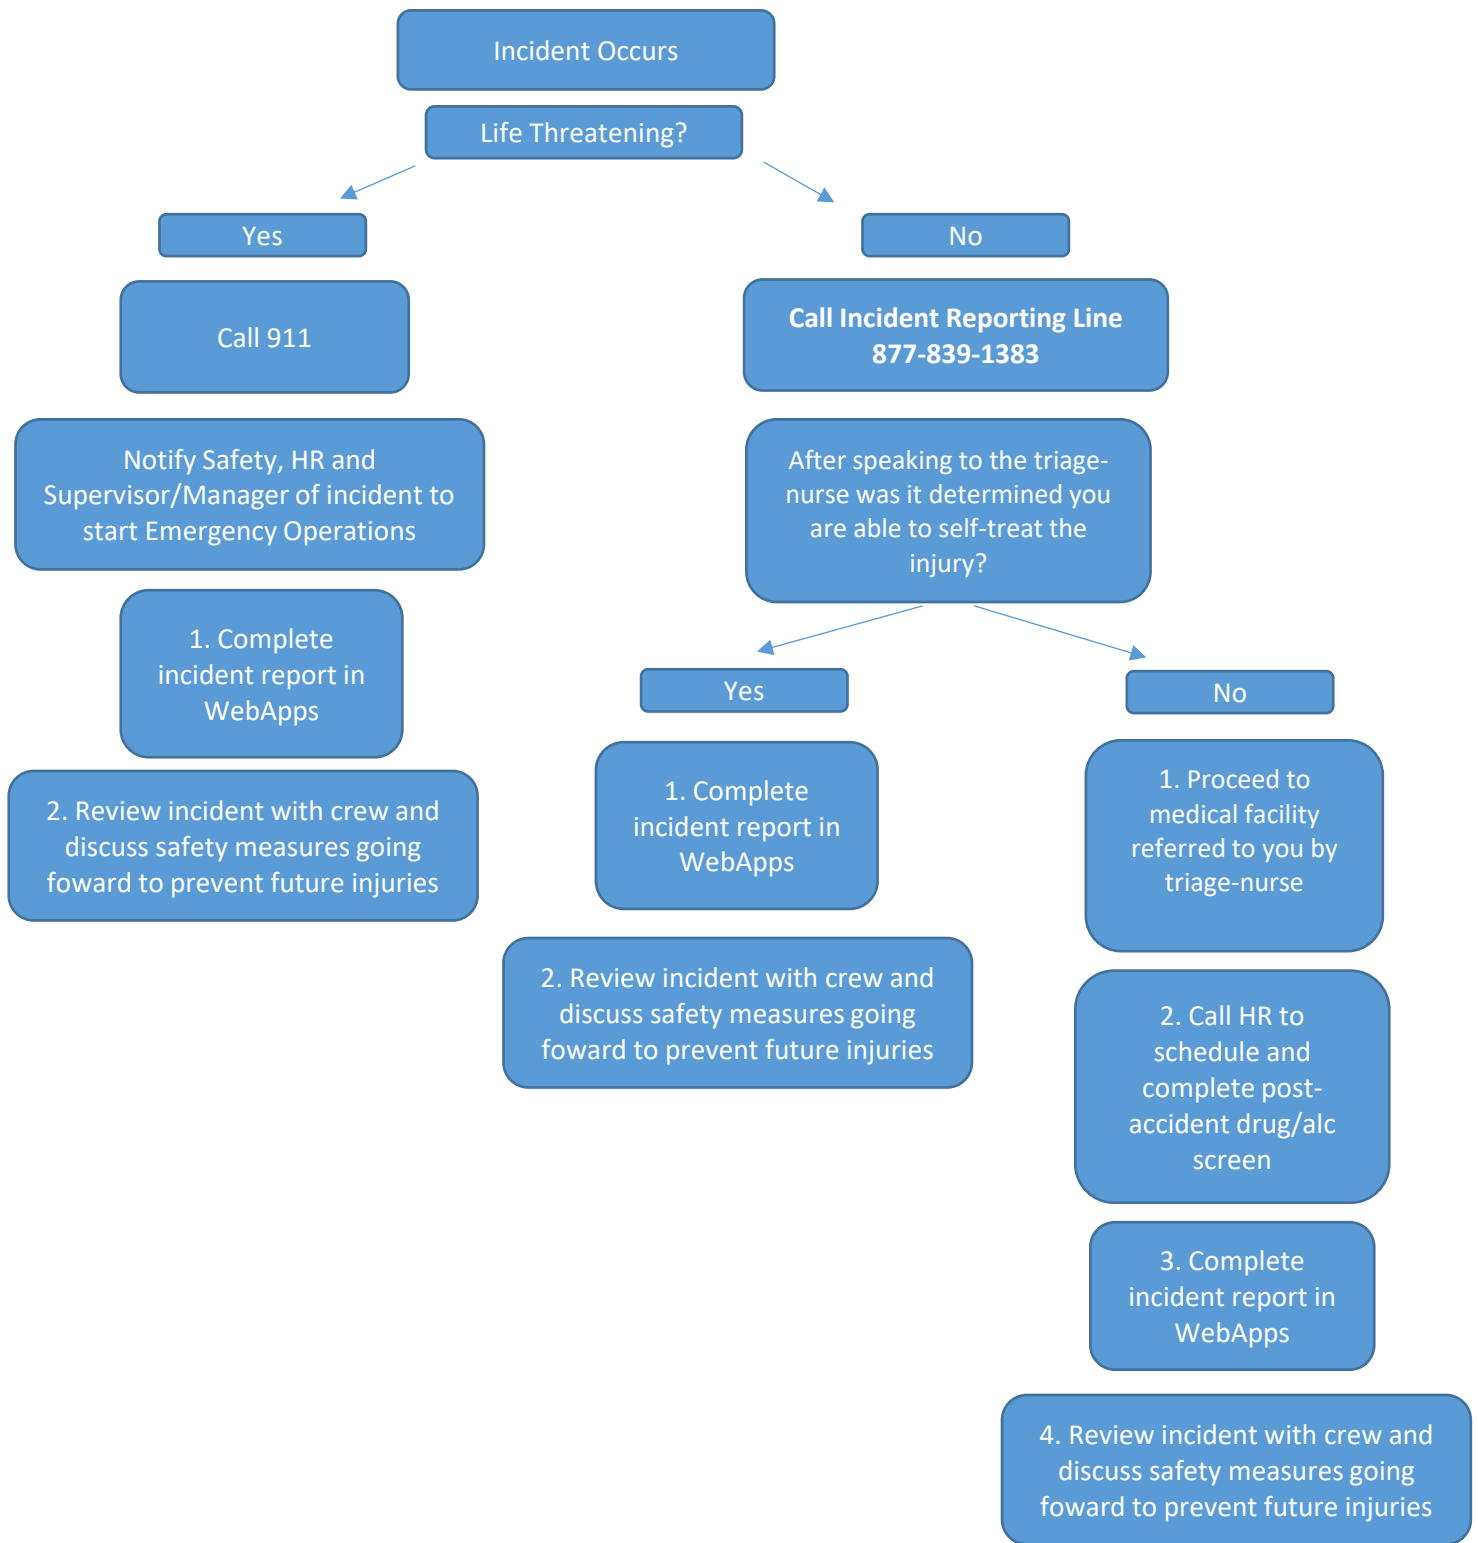 Incident Occurs
Life Threatening?
Yes
Call 911
Notify Safety, HR and
Supervisor/Manager of incident to
start Emergency Operations
1. Complete
incident report in
WebApps
2. Review incident with crew and
discuss safety measures going
foward to prevent future injuries
No
Call Incident Reporting Line
877-839-1383
After speaking to the triage-
nurse was it determined you
are able to self-treat the
injury?
Yes
1. Complete
incident report in
WebApps
2. Review incident with crew and
discuss safety measures going
foward to prevent future injuries
No
1. Proceed to
medical facility
referred to you by
triage-nurse
2. Call HR to
schedule and
complete post-
accident drug/alc
screen
3. Complete
incident report in
WebApps
4. Review incident with crew and
discuss safety measures going
foward to prevent future injuries